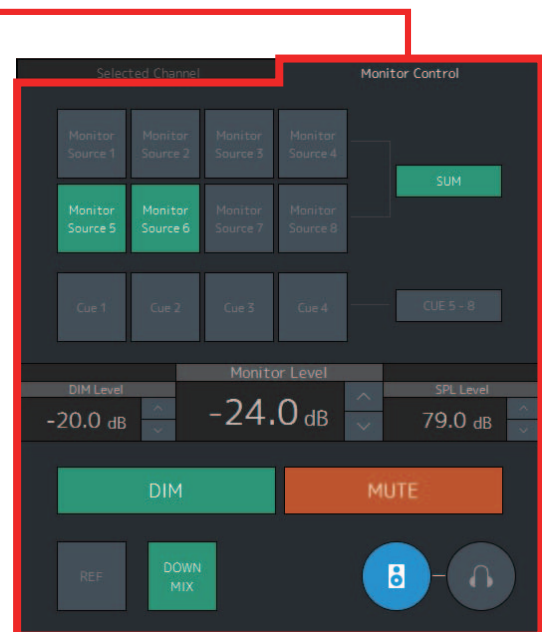 Selected Channel Monitor Control
Monitor Source 1 Monitor Source 2 Monitor Source 3 Monitor Source 4
SUM
Monitor Source 5 Monitor Source 6 Monitor Source 7 Monitor Source 8
Cue 1 Cue 2 Cue 3 Cue 4 CUE 5 - 8
Monitor Level
DIM Level SPL Level
-20.0 dB -24.0 dB 79.0 dB
DIM MUTE
REF DOWN MIX